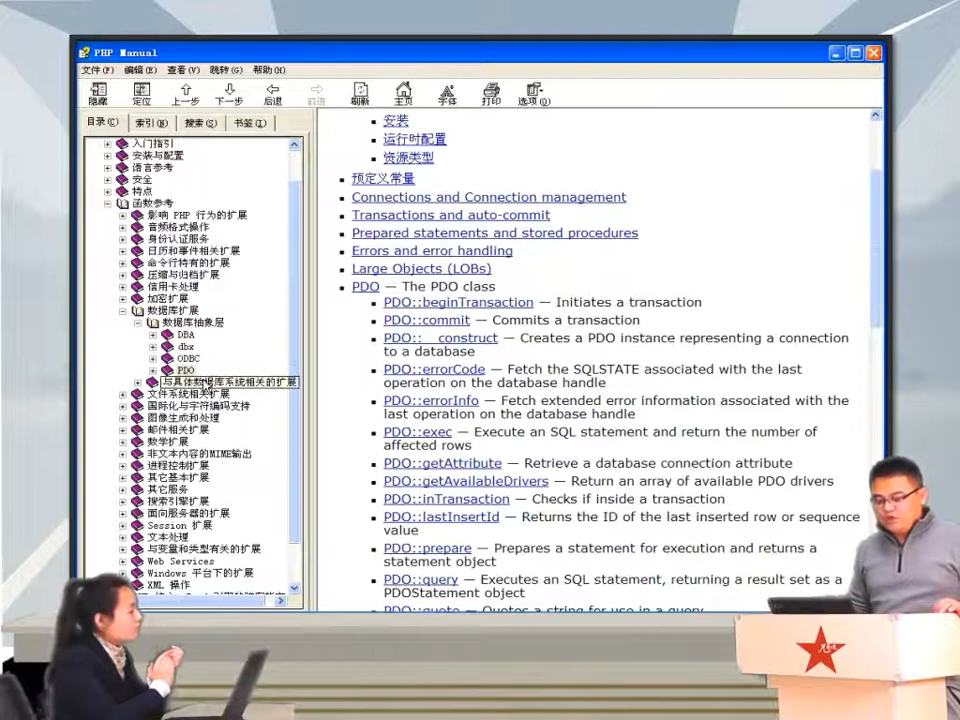 PHP Manual
文件(F) 编辑(E) 查看(V) 跳转(G) 帮助(H)
隐藏 定位 上一步 下一步 后退 前进 刷新 主页 字体 打印 选项(O)
目录(C) 索引(N) 搜索(S) 书签(I)
入门指引
安装与配置
语言参考
安全
特点
函数参考
影响 PHP 行为的扩展
音频格式操作
身份认证服务
日历和事件相关扩展
命令行特有的扩展
压缩与归档扩展
信用卡处理
加密扩展
数据库扩展
数据库抽象层
DBA
dbx
ODBC
PDO
与具体数据库系统相关的扩展
文件系统相关扩展
国际化与字符编码支持
图像生成和处理
邮件相关扩展
数学扩展
非文本内容的MIME输出
进程控制扩展
其它基本扩展
其它服务
搜索引擎扩展
面向服务器的扩展
Session 扩展
文本处理
与变量和类型有关的扩展
Web Services
Windows 平台下的扩展
XML 操作
安装
运行时配置
资源类型
预定义常量
Connections and Connection management
Transactions and auto-commit
Prepared statements and stored procedures
Errors and error handling
Large Objects (LOBs)
PDO — The PDO class
PDO::beginTransaction — Initiates a transaction
PDO::commit — Commits a transaction
PDO::__construct — Creates a PDO instance representing a connection
to a database
PDO::errorCode — Fetch the SQLSTATE associated with the last
operation on the database handle
PDO::errorInfo — Fetch extended error information associated with the
last operation on the database handle
PDO::exec — Execute an SQL statement and return the number of
affected rows
PDO::getAttribute — Retrieve a database connection attribute
PDO::getAvailableDrivers — Return an array of available PDO drivers
PDO::inTransaction — Checks if inside a transaction
PDO::lastInsertId — Returns the ID of the last inserted row or sequence
value
PDO::prepare — Prepares a statement for execution and returns a
statement object
PDO::query — Executes an SQL statement, returning a result set as a
PDOStatement object
PDO::quote — Quotes a string for use in a query